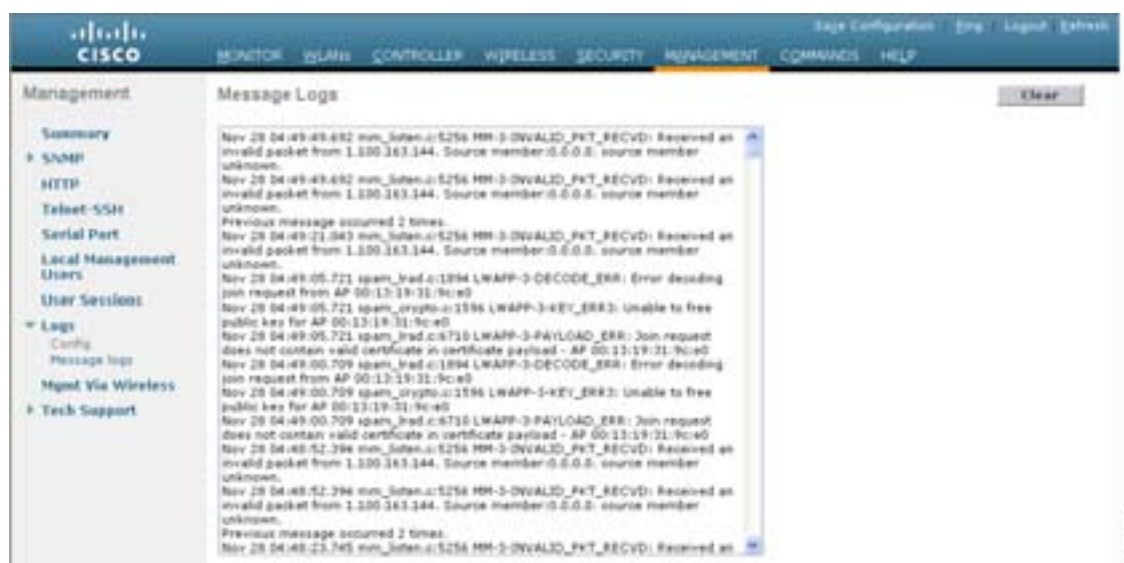 Save Configuration Ping Logout Refresh
CISCO
MONITOR WLANs CONTROLLER WIRELESS SECURITY MANAGEMENT COMMANDS HELP
Management
Summary
SNMP
HTTP
Telnet-SSH
Serial Port
Local Management
Users
User Sessions
Logs
Config
Message logs
Mgmt Via Wireless
Tech Support
Message Logs
Clear
Nov 28 04:49:49.692 mm_listen.c:5256 MM-3-INVALID_PKT_RECVD: Received an
invalid packet from 1.100.163.144. Source member:0.0.0.0. source member
unknown.
Nov 28 04:49:49.692 mm_listen.c:5256 MM-3-INVALID_PKT_RECVD: Received an
invalid packet from 1.100.163.144. Source member:0.0.0.0. source member
unknown.
Previous message occurred 2 times.
Nov 28 04:49:21.043 mm_listen.c:5256 MM-3-INVALID_PKT_RECVD: Received an
invalid packet from 1.100.163.144. Source member:0.0.0.0. source member
unknown.
Nov 28 04:49:05.721 spam_lrad.c:1894 LWAPP-3-DECODE_ERR: Error decoding
join request from AP 00:13:19:31:9c:e0
Nov 28 04:49:05.721 spam_crypto.c:1596 LWAPP-3-KEY_ERR3: Unable to free
public key for AP 00:13:19:31:9c:e0
Nov 28 04:49:05.721 spam_lrad.c:6710 LWAPP-3-PAYLOAD_ERR: Join request
does not contain valid certificate in certificate payload - AP 00:13:19:31:9c:e0
Nov 28 04:49:00.709 spam_lrad.c:1894 LWAPP-3-DECODE_ERR: Error decoding
join request from AP 00:13:19:31:9c:e0
Nov 28 04:49:00.709 spam_crypto.c:1596 LWAPP-3-KEY_ERR3: Unable to free
public key for AP 00:13:19:31:9c:e0
Nov 28 04:49:00.709 spam_lrad.c:6710 LWAPP-3-PAYLOAD_ERR: Join request
does not contain valid certificate in certificate payload - AP 00:13:19:31:9c:e0
Nov 28 04:48:52.394 mm_listen.c:5256 MM-3-INVALID_PKT_RECVD: Received an
invalid packet from 1.100.163.144. Source member:0.0.0.0. source member
unknown.
Nov 28 04:48:52.394 mm_listen.c:5256 MM-3-INVALID_PKT_RECVD: Received an
invalid packet from 1.100.163.144. Source member:0.0.0.0. source member
unknown.
Previous message occurred 2 times.
Nov 28 04:48:23.745 mm_listen.c:5256 MM-3-INVALID_PKT_RECVD: Received an